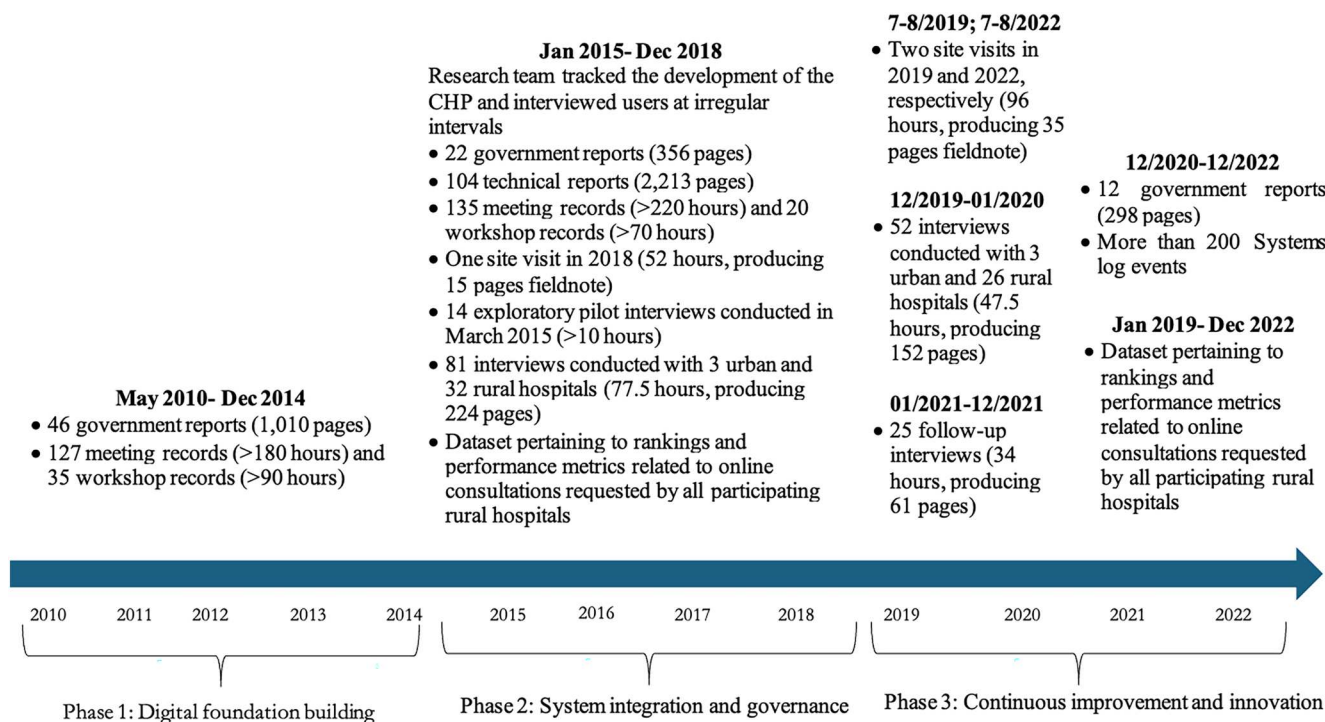 May 2010- Dec 2014
• 46 government reports (1,010 pages)
• 127 meeting records (>180 hours) and
35 workshop records (>90 hours)
Jan 2015- Dec 2018
Research team tracked the development of the
CHP and interviewed users at irregular
intervals
• 22 government reports (356 pages)
• 104 technical reports (2,213 pages)
• 135 meeting records (>220 hours) and 20
workshop records (>70 hours)
• One site visit in 2018 (52 hours, producing
15 pages fieldnote)
• 14 exploratory pilot interviews conducted in
March 2015 (>10 hours)
• 81 interviews conducted with 3 urban and
32 rural hospitals (77.5 hours, producing
224 pages)
• Dataset pertaining to rankings and
performance metrics related to online
consultations requested by all participating
rural hospitals
7-8/2019; 7-8/2022
• Two site visits in
2019 and 2022,
respectively (96
hours, producing 35
pages fieldnote)
12/2019-01/2020
• 52 interviews
conducted with 3
urban and 26 rural
hospitals (47.5
hours, producing
152 pages)
01/2021-12/2021
• 25 follow-up
interviews (34
hours, producing
61 pages)
12/2020-12/2022
• 12 government reports
(298 pages)
• More than 200 Systems
log events
Jan 2019- Dec 2022
• Dataset pertaining to
rankings and
performance metrics
related to online
consultations requested
by all participating rural
hospitals
2010 2011 2012 2013 2014 2015 2016 2017 2018 2019 2020 2021 2022
Phase 1: Digital foundation building
Phase 2: System integration and governance
Phase 3: Continuous improvement and innovation